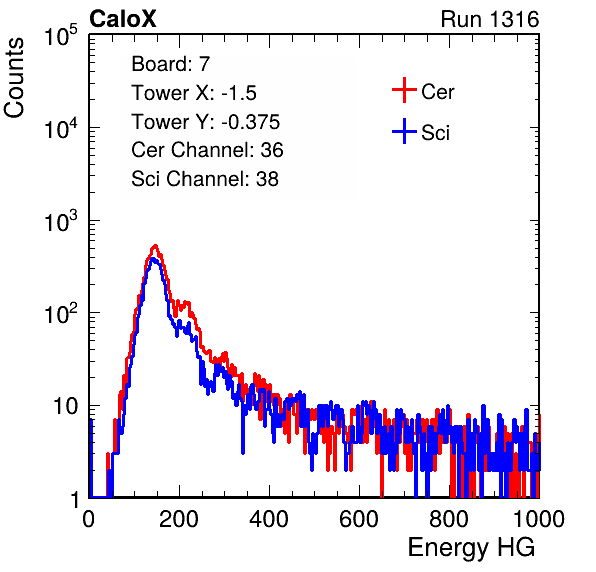 CaloX Run 1316
Counts
10^5
10^4
10^3
10^2
10
1
Board: 7
Tower X: -1.5
Tower Y: -0.375
Cer Channel: 36
Sci Channel: 38
Cer
Sci
0 200 400 600 800 1000
Energy HG